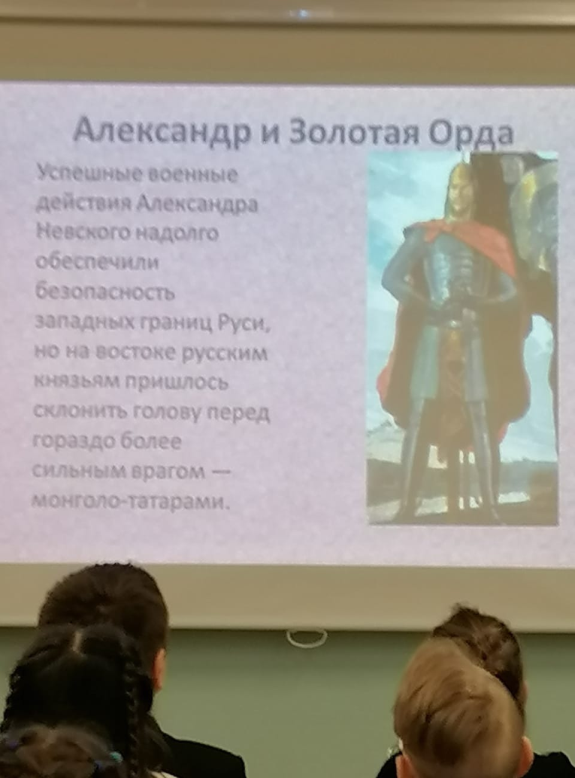 Александр и Золотая Орда
Успешные военные
действия Александра
Невского надолго
обеспечили
безопасность
западных границ Руси,
но на востоке русским
князьям пришлось
склонить голову перед
гораздо более
сильным врагом —
монголо-татарами.